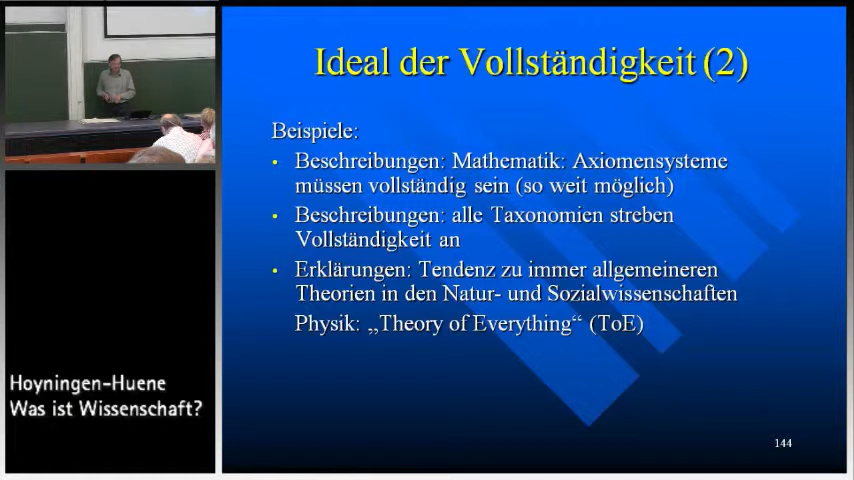 Ideal der Vollständigkeit (2)
Beispiele:
• Beschreibungen: Mathematik: Axiomensysteme
müssen vollständig sein (so weit möglich)
• Beschreibungen: alle Taxonomien streben
Vollständigkeit an
• Erklärungen: Tendenz zu immer allgemeineren
Theorien in den Natur- und Sozialwissenschaften
Physik: „Theory of Everything“ (ToE)
144
Hoyningen-Huene
Was ist Wissenschaft?